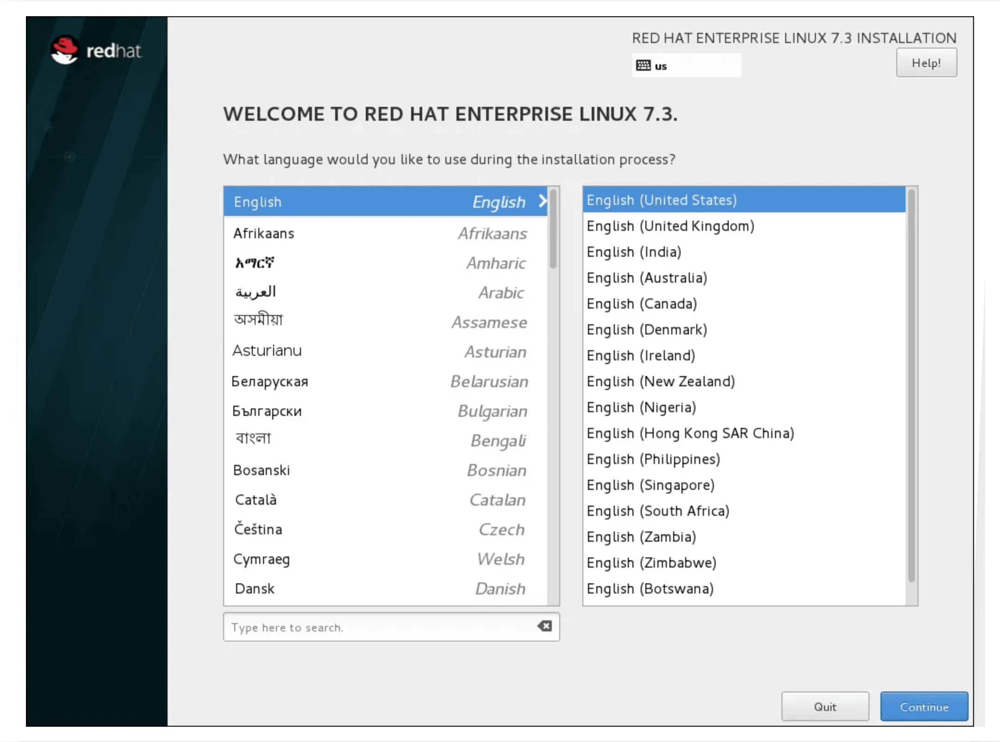 redhat
RED HAT ENTERPRISE LINUX 7.3 INSTALLATION
us
Help!
WELCOME TO RED HAT ENTERPRISE LINUX 7.3.
What language would you like to use during the installation process?
English English
Afrikaans Afrikaans
አማርኛ Amharic
العربية Arabic
অসমীয়া Assamese
Asturianu Asturian
Беларуская Belarusian
Български Bulgarian
বাংলা Bengali
Bosanski Bosnian
Català Catalan
Čeština Czech
Cymraeg Welsh
Dansk Danish
Type here to search.
English (United States)
English (United Kingdom)
English (India)
English (Australia)
English (Canada)
English (Denmark)
English (Ireland)
English (New Zealand)
English (Nigeria)
English (Hong Kong SAR China)
English (Philippines)
English (Singapore)
English (South Africa)
English (Zambia)
English (Zimbabwe)
English (Botswana)
Quit
Continue